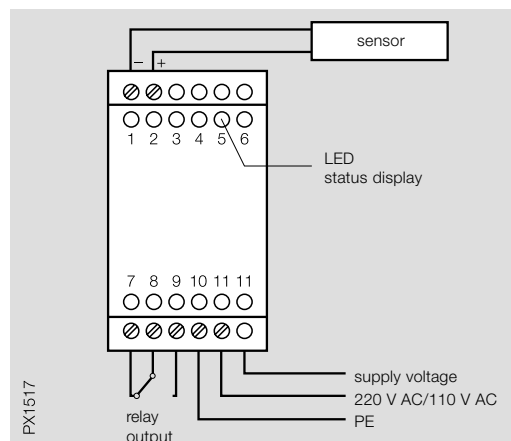 sensor
− +
1 2 3 4 5 6
LED
status display
7 8 9 10 11 11
supply voltage
220 V AC/110 V AC
PE
relay
output
PX1517